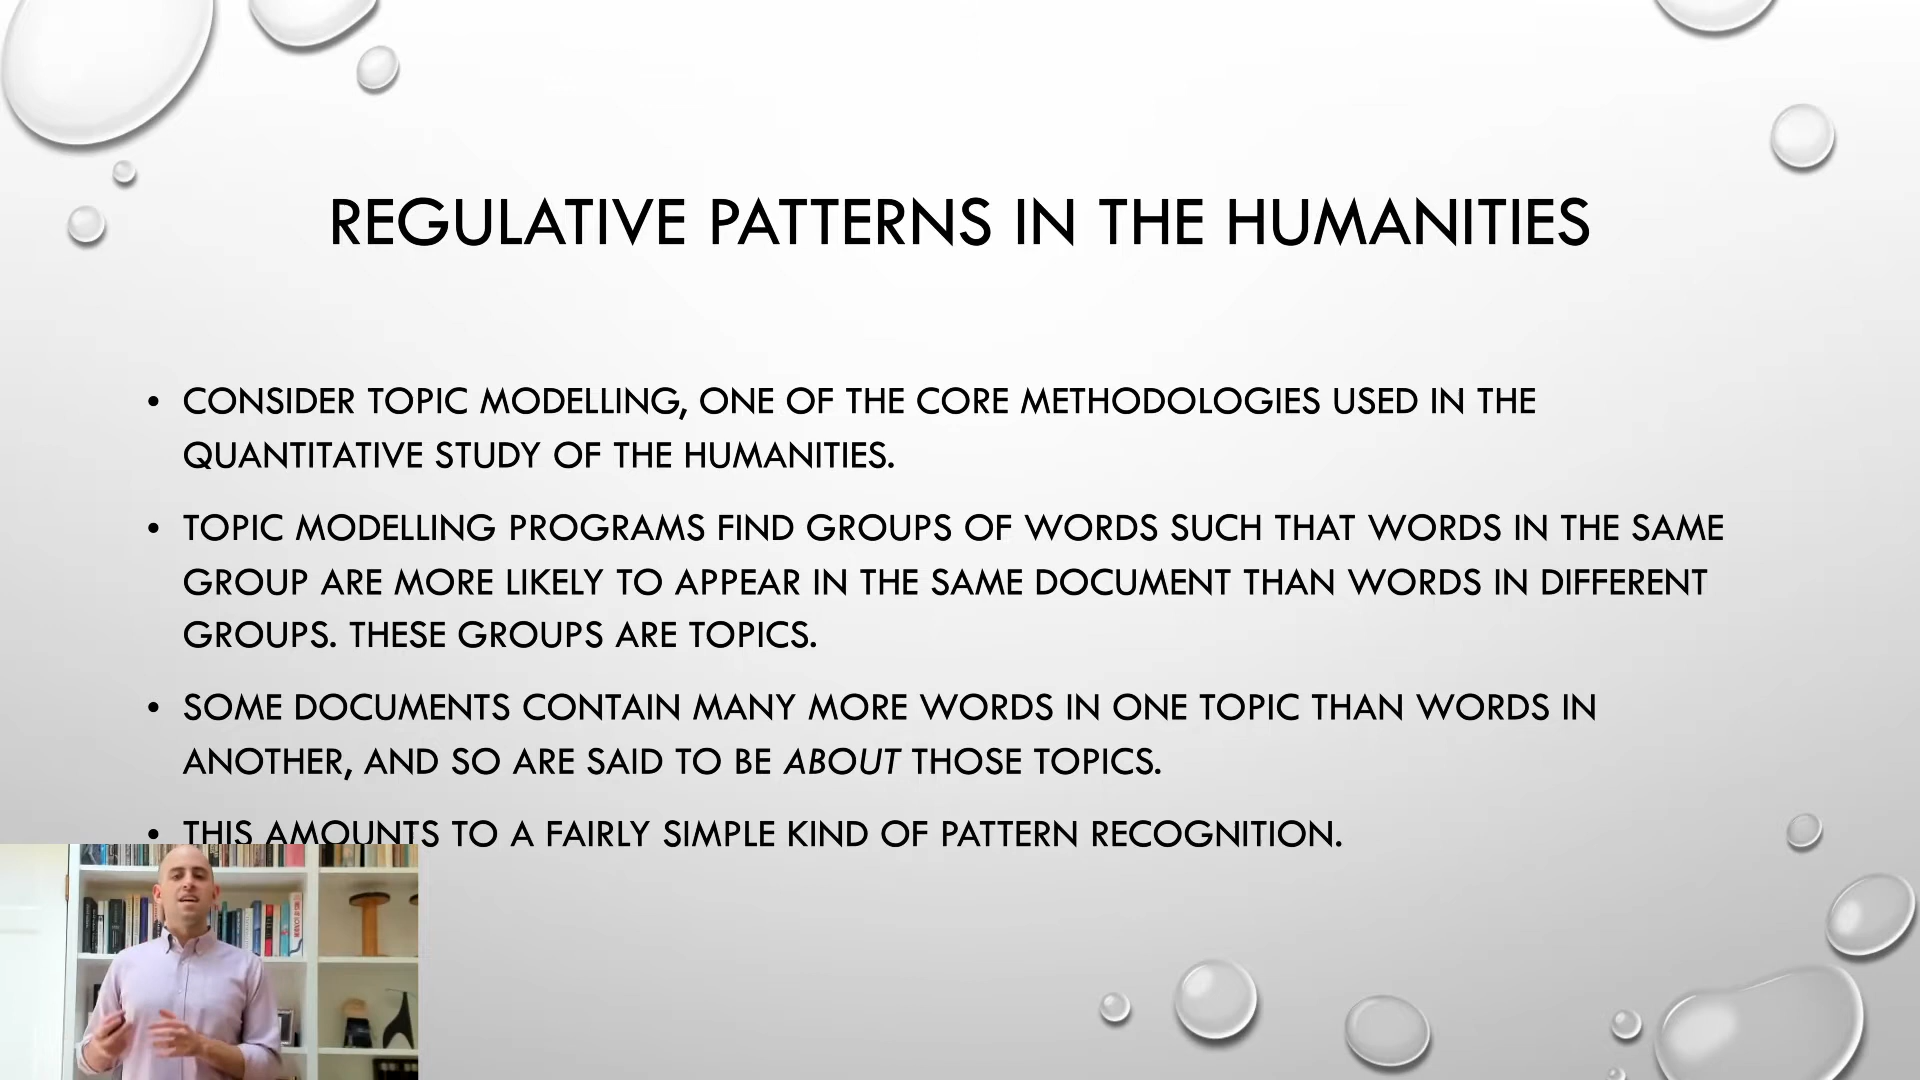 REGULATIVE PATTERNS IN THE HUMANITIES
• CONSIDER TOPIC MODELLING, ONE OF THE CORE METHODOLOGIES USED IN THE
QUANTITATIVE STUDY OF THE HUMANITIES.
• TOPIC MODELLING PROGRAMS FIND GROUPS OF WORDS SUCH THAT WORDS IN THE SAME
GROUP ARE MORE LIKELY TO APPEAR IN THE SAME DOCUMENT THAN WORDS IN DIFFERENT
GROUPS. THESE GROUPS ARE TOPICS.
• SOME DOCUMENTS CONTAIN MANY MORE WORDS IN ONE TOPIC THAN WORDS IN
ANOTHER, AND SO ARE SAID TO BE ABOUT THOSE TOPICS.
• THIS AMOUNTS TO A FAIRLY SIMPLE KIND OF PATTERN RECOGNITION.